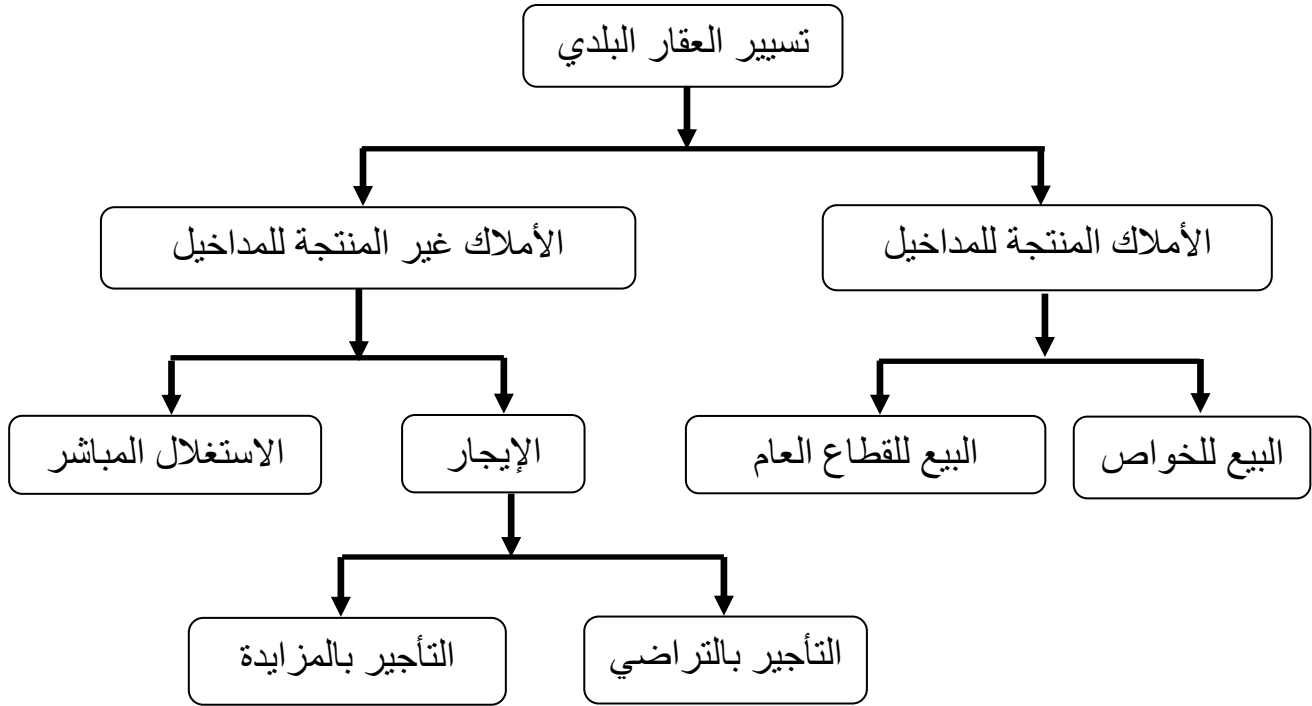 تسيير العقار البلدي
الأملاك المنتجة للمداخيل
الأملاك غير المنتجة للمداخيل
البيع للخواص
البيع للقطاع العام
الإيجار
الاستغلال المباشر
التأجير بالتراضي
التأجير بالمزايدة